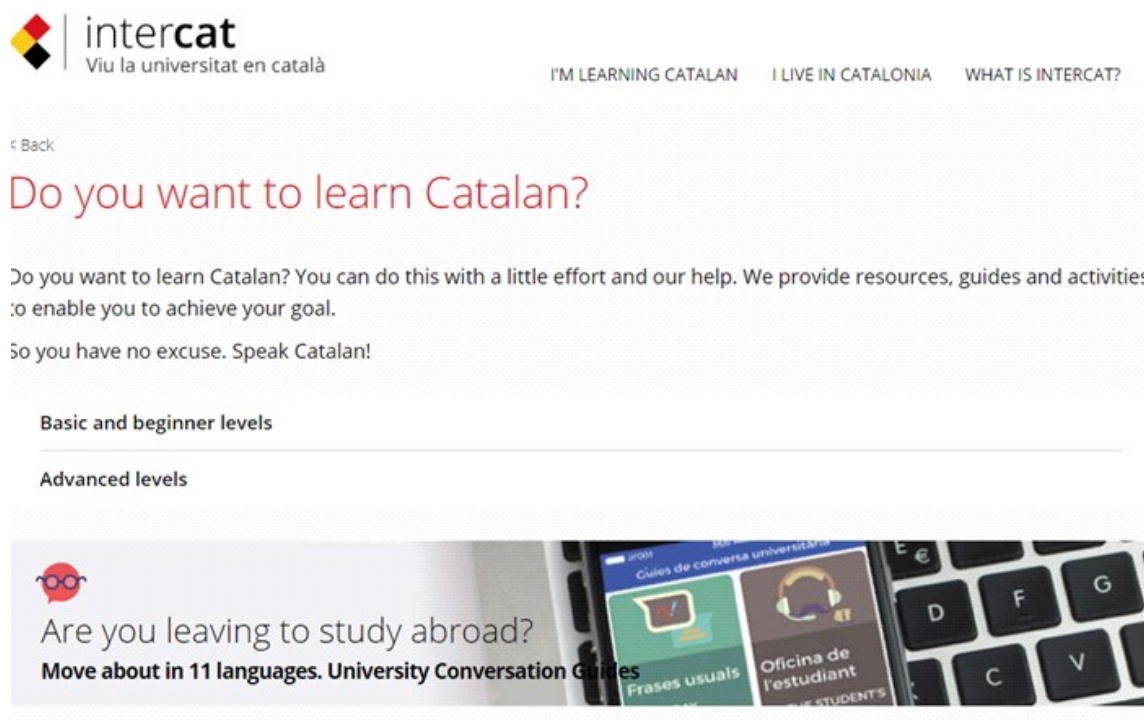 intercat
Viu la universitat en català
I'M LEARNING CATALAN I LIVE IN CATALONIA WHAT IS INTERCAT?
< Back
Do you want to learn Catalan?
Do you want to learn Catalan? You can do this with a little effort and our help. We provide resources, guides and activities
to enable you to achieve your goal.
So you have no excuse. Speak Catalan!
Basic and beginner levels
Advanced levels
Are you leaving to study abroad?
Move about in 11 languages. University Conversation Guides
Guies de conversa universitària
Frases usuals
Oficina de
l'estudiant
THE STUDENT'S
E €
D F G
C V